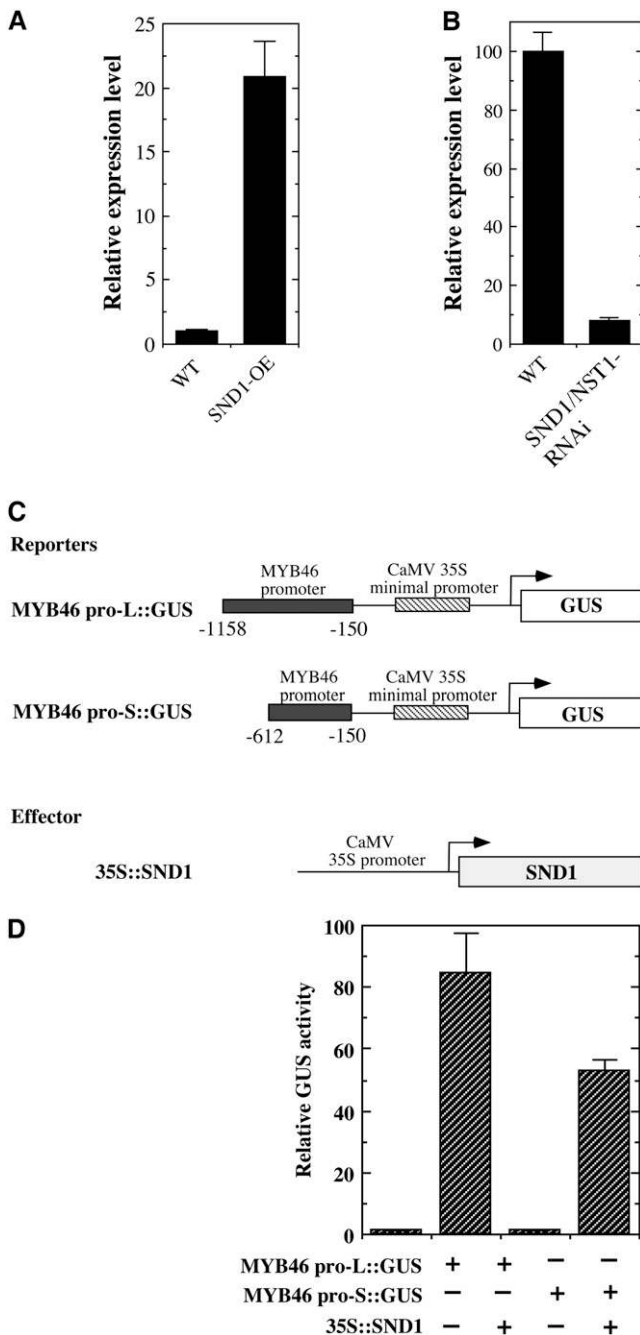 A
Relative expression level
25
20
15
10
5
0
WT
SND1-OE
B
Relative expression level
100
80
60
40
20
0
WT
SND1/NST1-
RNAi
C
Reporters
MYB46 pro-L::GUS
MYB46
promoter
CaMV 35S
minimal promoter
GUS
-1158
-150
MYB46 pro-S::GUS
MYB46
promoter
CaMV 35S
minimal promoter
GUS
-612
-150
Effector
35S::SND1
CaMV
35S promoter
SND1
D
Relative GUS activity
100
80
60
40
20
0
MYB46 pro-L::GUS + + – –
MYB46 pro-S::GUS – – + +
35S::SND1 – + – +